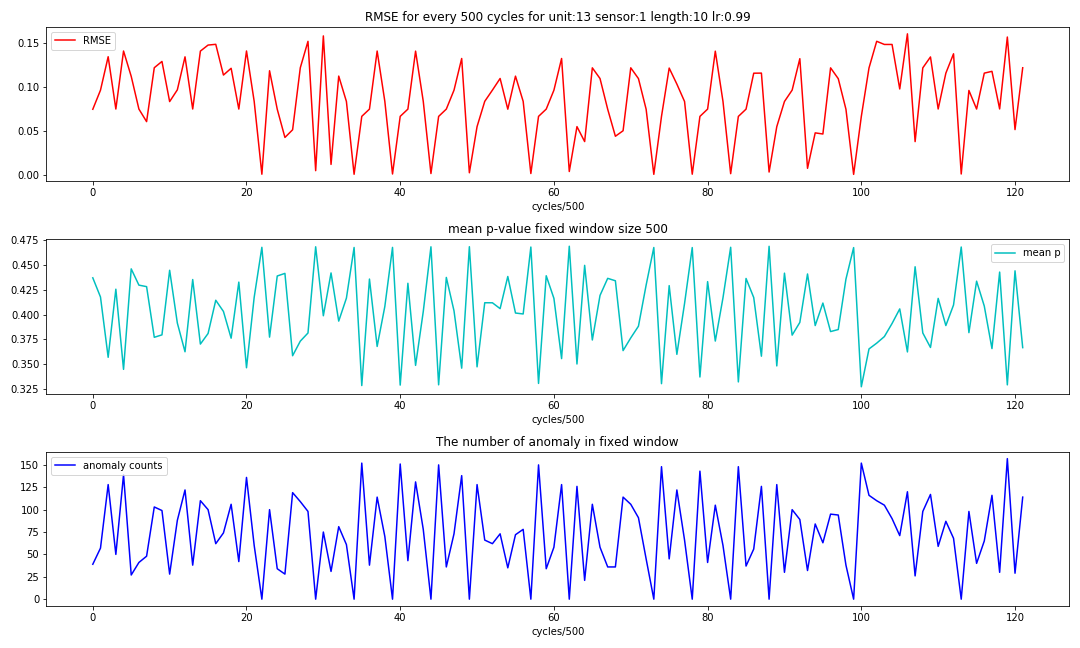 RMSE for every 500 cycles for unit:13 sensor:1 length:10 lr:0.99
RMSE
0.15
0.10
0.05
0.00
0 20 40 60 80 100 120
cycles/500
mean p-value fixed window size 500
mean p
0.475
0.450
0.425
0.400
0.375
0.350
0.325
0 20 40 60 80 100 120
cycles/500
The number of anomaly in fixed window
anomaly counts
150
125
100
75
50
25
0
0 20 40 60 80 100 120
cycles/500